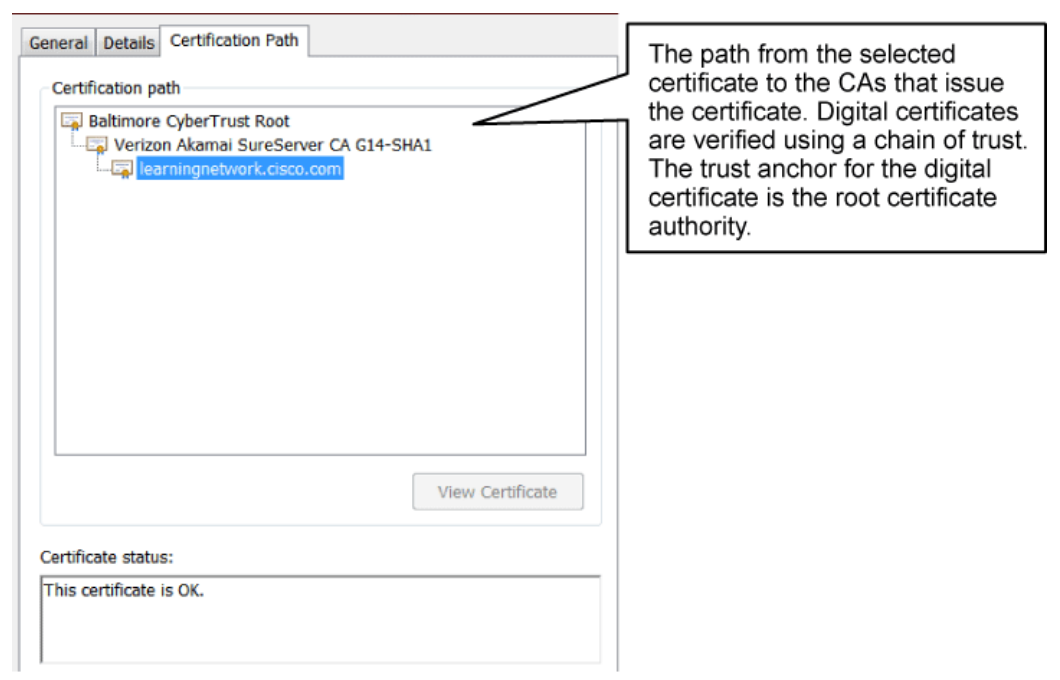 General Details Certification Path
Certification path
Baltimore CyberTrust Root
Verizon Akamai SureServer CA G14-SHA1
learningnetwork.cisco.com
View Certificate
Certificate status:
This certificate is OK.
The path from the selected
certificate to the CAs that issue
the certificate. Digital certificates
are verified using a chain of trust.
The trust anchor for the digital
certificate is the root certificate
authority.